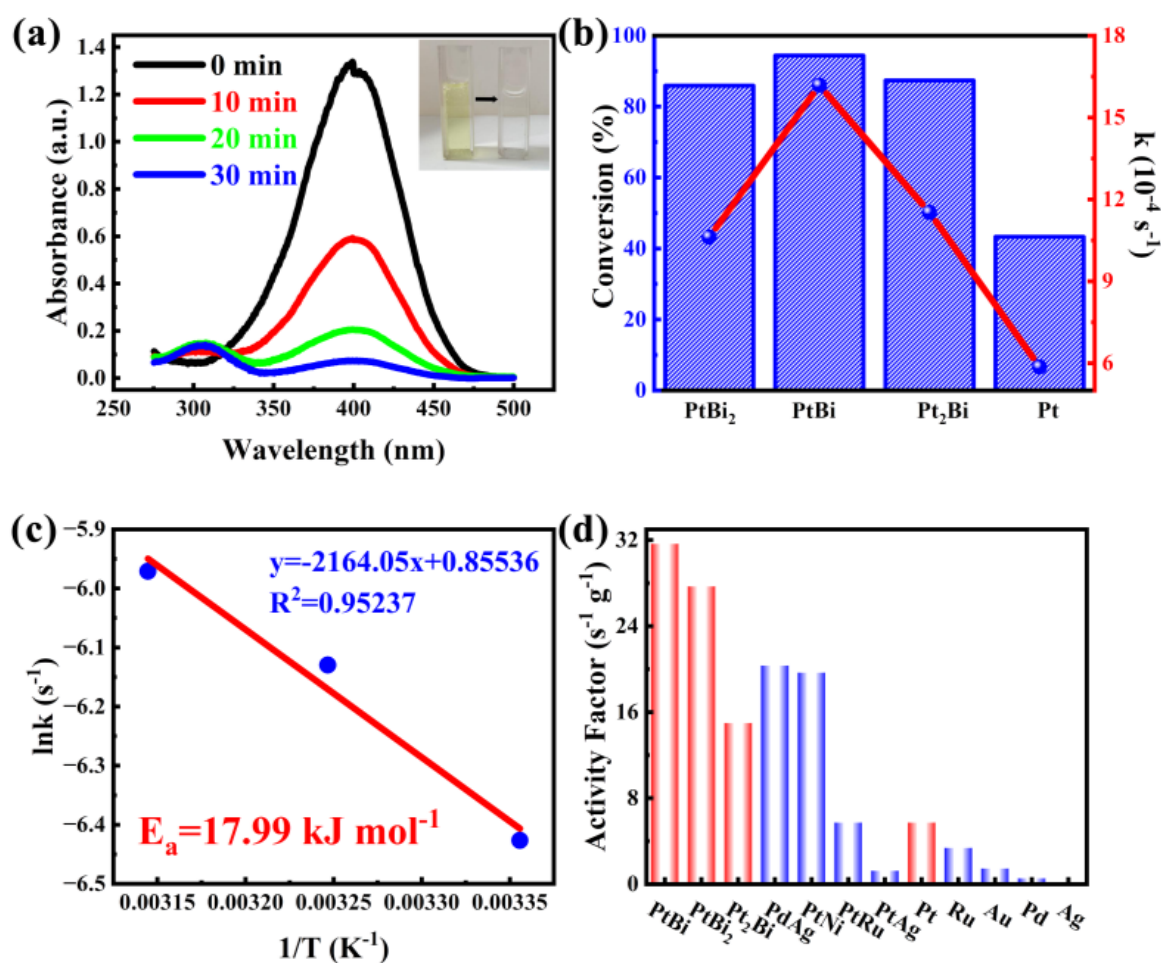 (a)
1.4
1.2
1.0
0.8
0.6
0.4
0.2
0.0
Absorbance (a.u.)
0 min
10 min
20 min
30 min
250 300 350 400 450 500
Wavelength (nm)
(b)
100
80
60
40
20
0
Conversion (%)
18
15
12
9
6
k (10⁻⁴ s⁻¹)
PtBi₂ PtBi Pt₂Bi Pt
(c)
−5.9
−6.0
−6.1
−6.2
−6.3
−6.4
−6.5
lnk (s⁻¹)
y=-2164.05x+0.85536
R²=0.95237
Eₐ=17.99 kJ mol⁻¹
0.00315 0.00320 0.00325 0.00330 0.00335
1/T (K⁻¹)
(d)
32
24
16
8
0
Activity Factor (s⁻¹ g⁻¹)
PtBi PtBi₂ Pt₂Bi PdAg PtNi PtRu PtAg Pt Ru Au Pd Ag